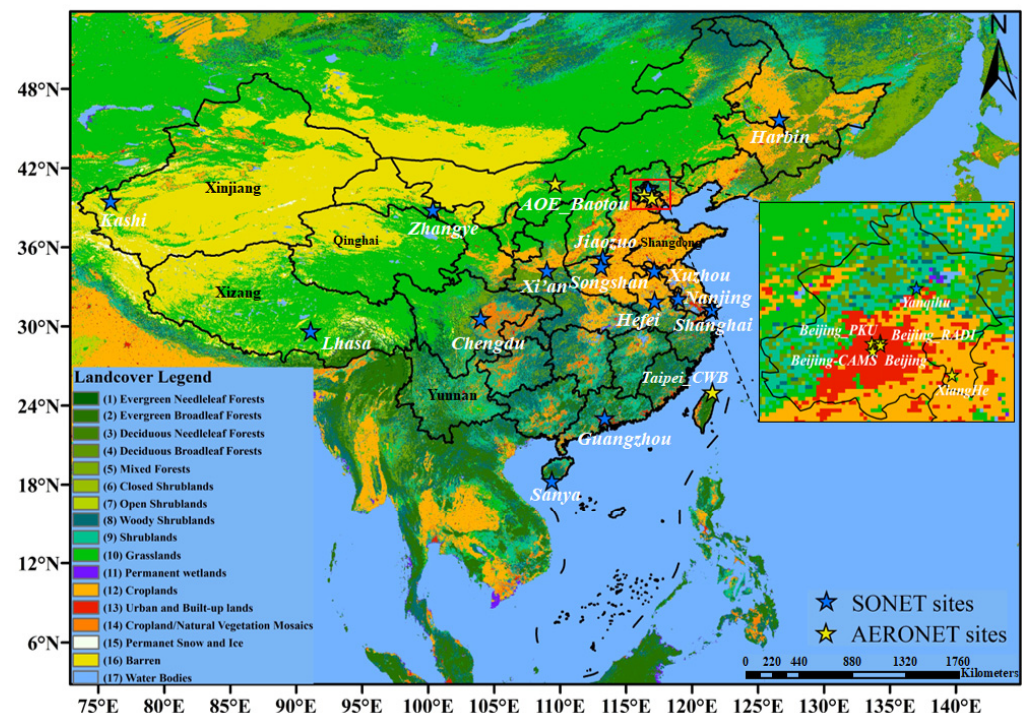 N
48°N
42°N
36°N
30°N
24°N
18°N
12°N
6°N
Harbin
Xinjiang
Kashi
AOE_Baotou
Zhangye
Qinghai
Jiaozuo
Shangdong
Xi'an
Songshan
Xuzhou
Xizang
Nanjing
Hefei
Shanghai
Lhasa
Chengdu
Yunnan
Taipei_CWB
Guangzhou
Sanya
Yanqihu
Beijing_PKU
Beijing_RADI
Beijing-CAMS
Beijing
XiangHe
Landcover Legend
(1) Evergreen Needleleaf Forests
(2) Evergreen Broadleaf Forests
(3) Deciduous Needleleaf Forests
(4) Deciduous Broadleaf Forests
(5) Mixed Forests
(6) Closed Shrublands
(7) Open Shrublands
(8) Woody Shrublands
(9) Shrublands
(10) Grasslands
(11) Permanent wetlands
(12) Croplands
(13) Urban and Built-up lands
(14) Cropland/Natural Vegetation Mosaics
(15) Permanet Snow and Ice
(16) Barren
(17) Water Bodies
SONET sites
AERONET sites
0 220 440 880 1320 1760
Kilometers
75°E 80°E 85°E 90°E 95°E 100°E 105°E 110°E 115°E 120°E 125°E 130°E 135°E 140°E